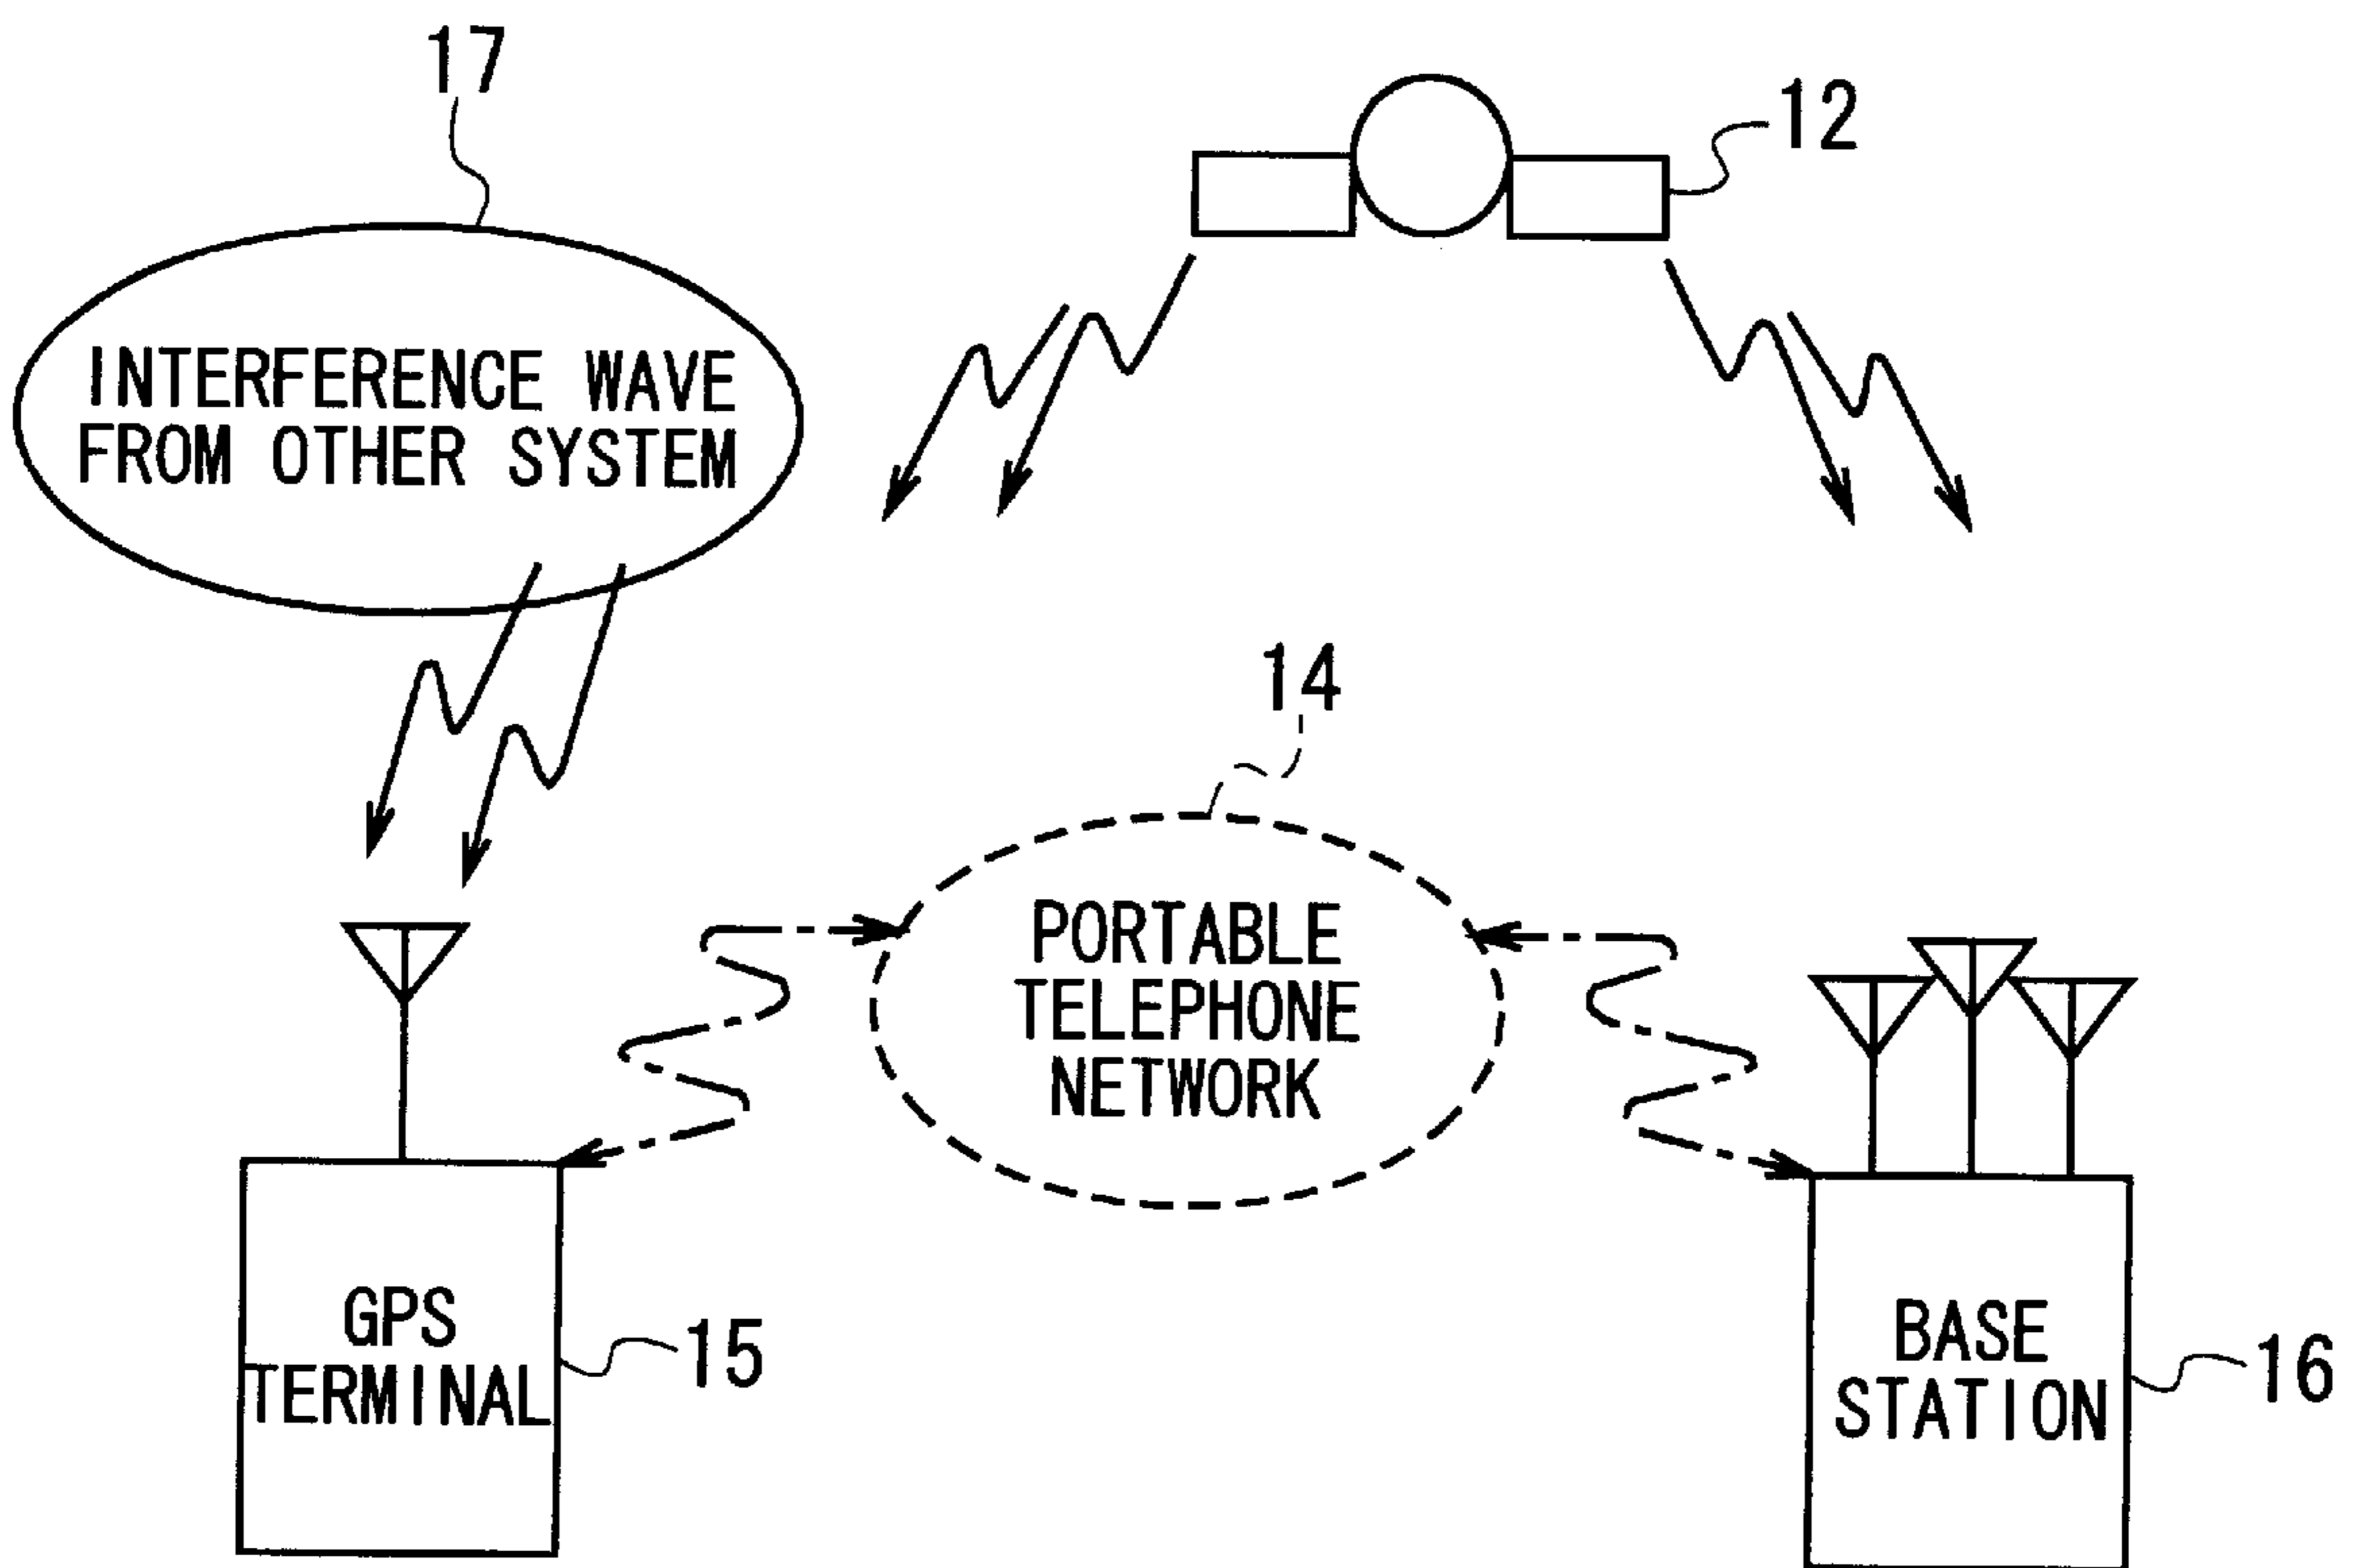 17
12
INTERFERENCE WAVE
FROM OTHER SYSTEM
14
PORTABLE
TELEPHONE
NETWORK
GPS
TERMINAL
15
BASE
STATION
16